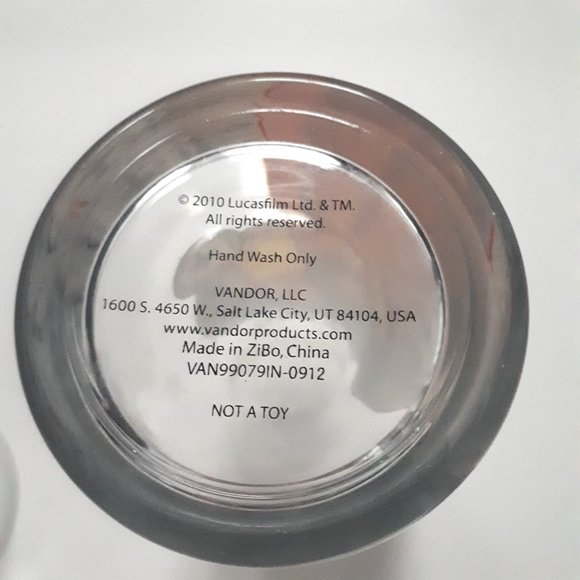 © 2010 Lucasfilm Ltd. & TM.
All rights reserved.
Hand Wash Only
VANDOR, LLC
1600 S. 4650 W., Salt Lake City, UT 84104, USA
www.vandorproducts.com
Made in ZiBo, China
VAN99079IN-0912
NOT A TOY